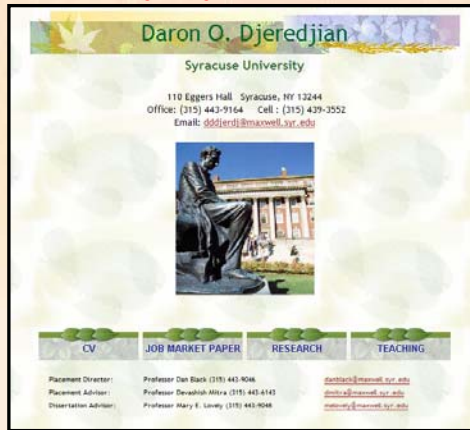 Daron O. Djeredjian
Syracuse University
110 Eggers Hall Syracuse, NY 13244
Office: (315) 443-9164 Cell : (315) 439-3552
Email: dddjerdj@maxwell.syr.edu
CV JOB MARKET PAPER RESEARCH TEACHING
Placement Director: Professor Dan Black (315) 443-9046 danblack@maxwell.syr.edu
Placement Advisor: Professor Devashish Mitra (315) 443-6143 dmitra@maxwell.syr.edu
Dissertation Advisor: Professor Mary E. Lovely (315) 443-9048 melovely@maxwell.syr.edu